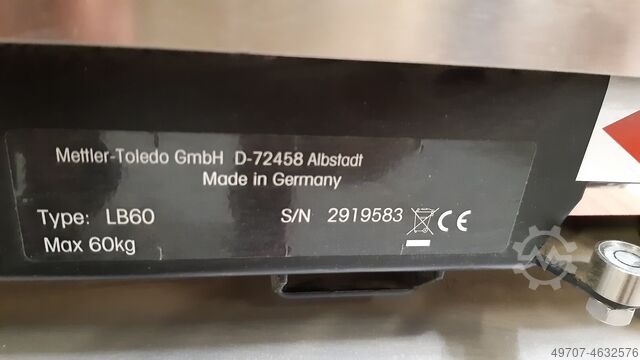 Mettler-Toledo GmbH D-72458 Albstadt
Made in Germany
Type: LB60 S/N 2919583 CE
Max 60kg
49707-4632576